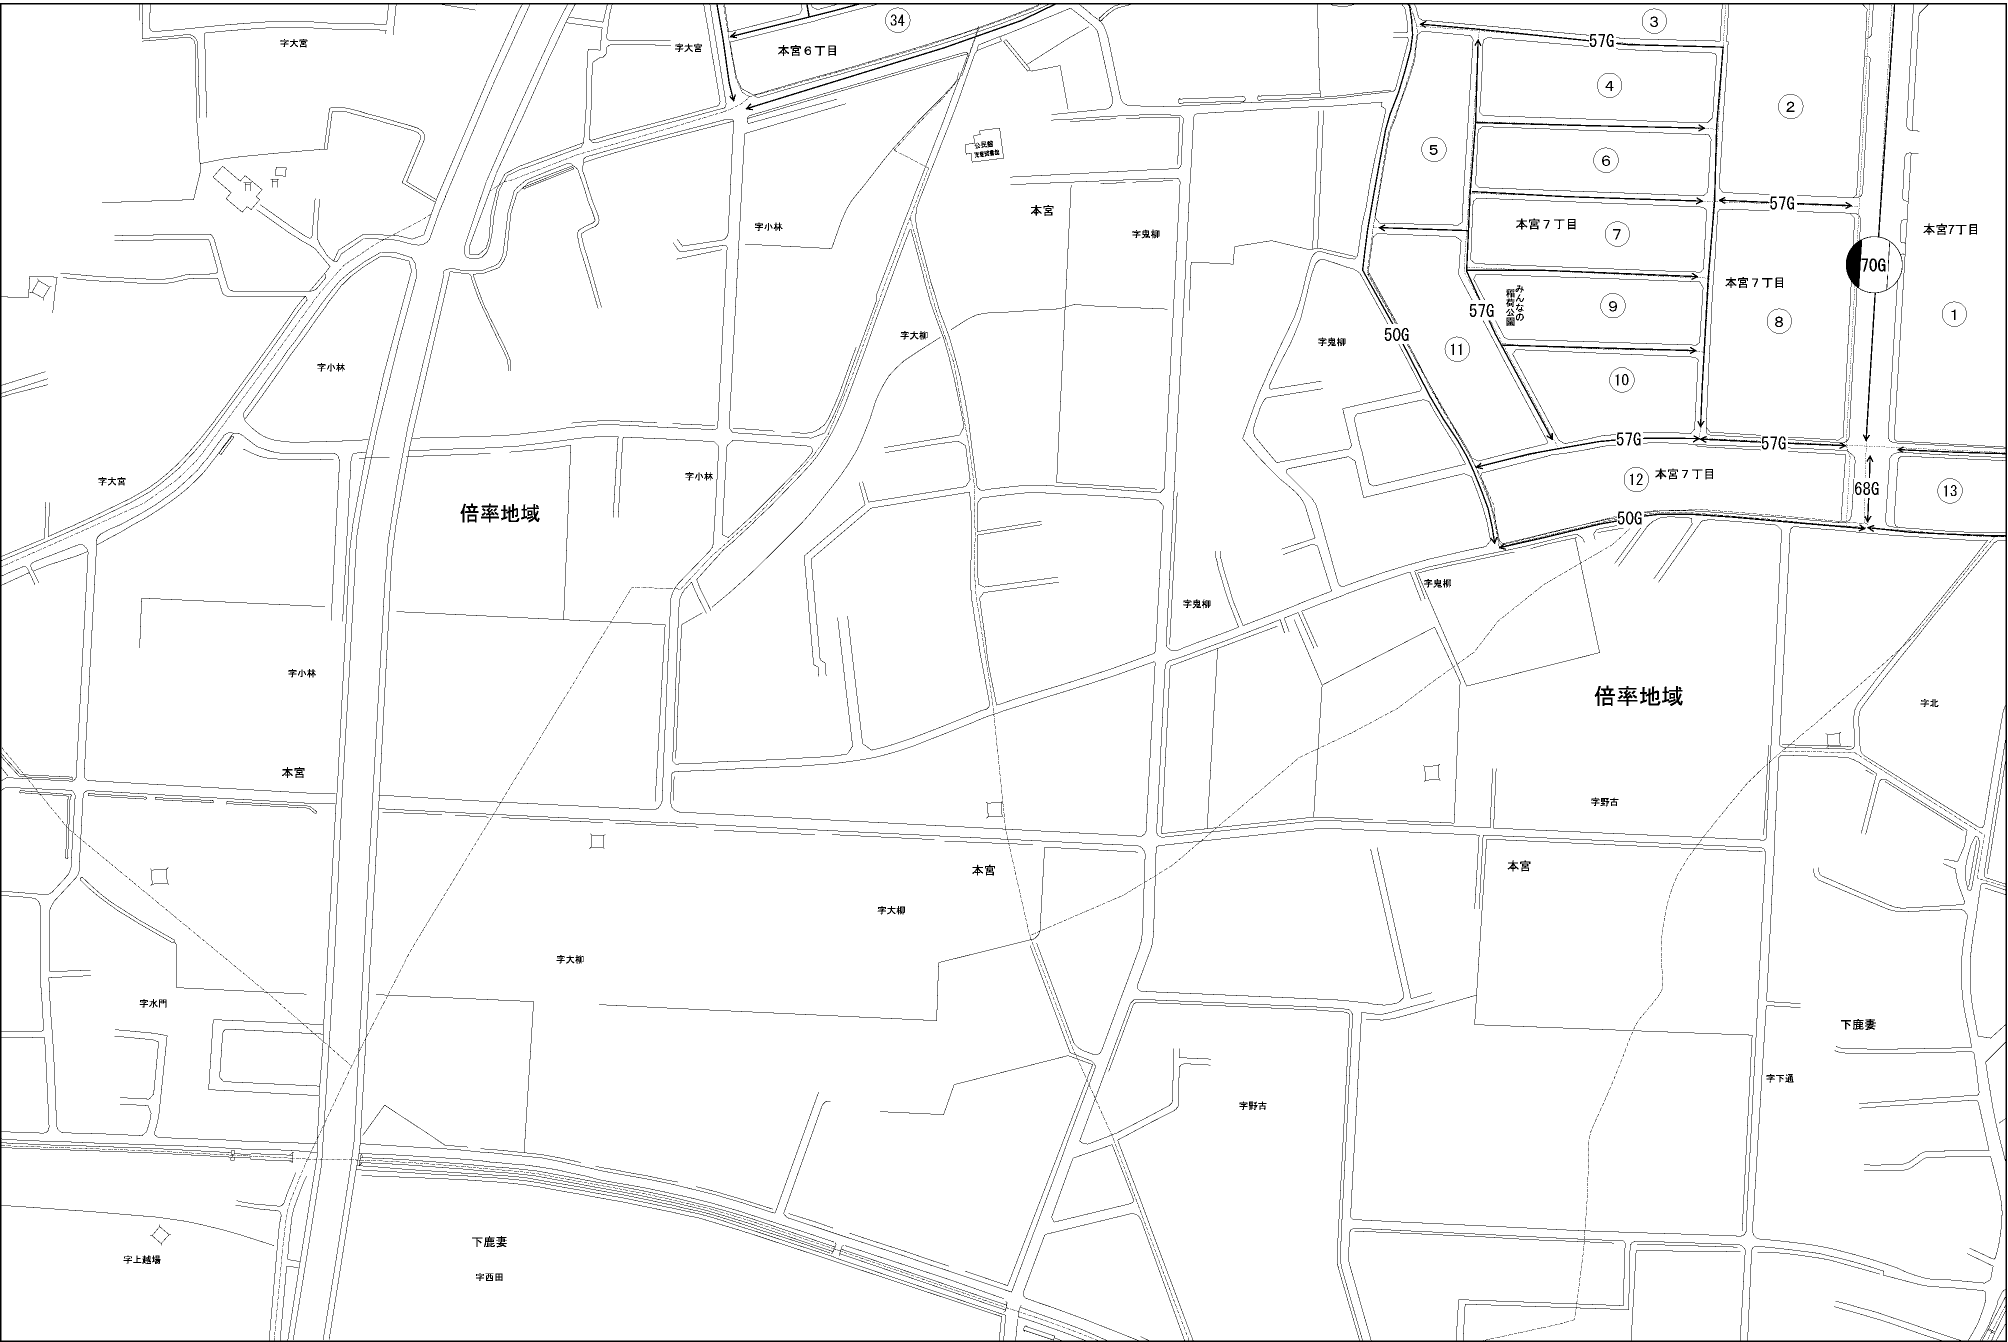 34
3
字大宮
字大宮
本宮6丁目
57G
4
2
5
6
公民館
本宮
字小林
字鬼柳
本宮7丁目
7
57G
本宮7丁目
70G
本宮7丁目
みんなの
稲荷公園
9
57G
8
1
50G
字大柳
字鬼柳
11
字小林
10
57G
57G
字大宮
字小林
12
本宮7丁目
68G
13
倍率地域
50G
字鬼柳
字鬼柳
字小林
倍率地域
字北
本宮
字野古
本宮
本宮
字大柳
字大柳
字水門
下鹿妻
字下通
字野古
下鹿妻
字上越場
字西田